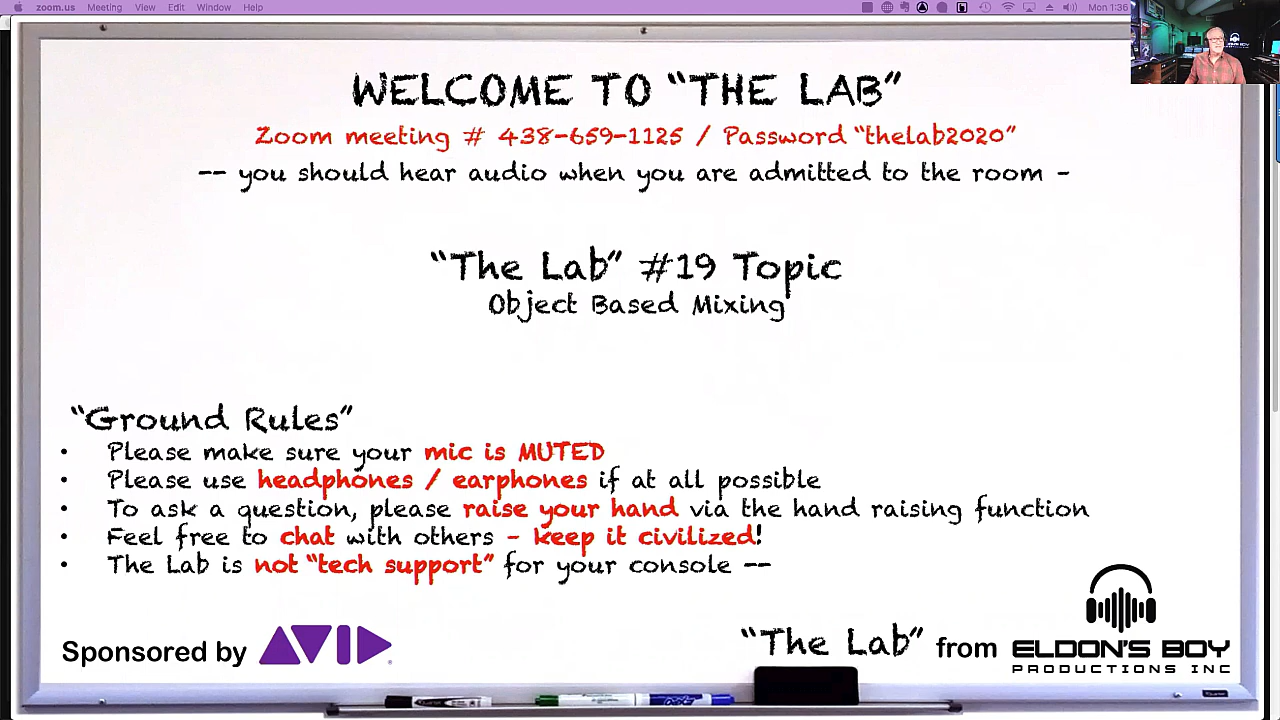 zoom.us Meeting View Edit Window Help Mon 1:36
WELCOME TO “THE LAB”
Zoom meeting # 438-659-1125 / Password “thelab2020”
-- you should hear audio when you are admitted to the room –
“The Lab” #19 Topic
Object Based Mixing
“Ground Rules”
• Please make sure your mic is MUTED
• Please use headphones / earphones if at all possible
• To ask a question, please raise your hand via the hand raising function
• Feel free to chat with others – keep it civilized!
• The Lab is not “tech support” for your console --
Sponsored by AVID
“The Lab” from ELDON'S BOY
PRODUCTIONS INC